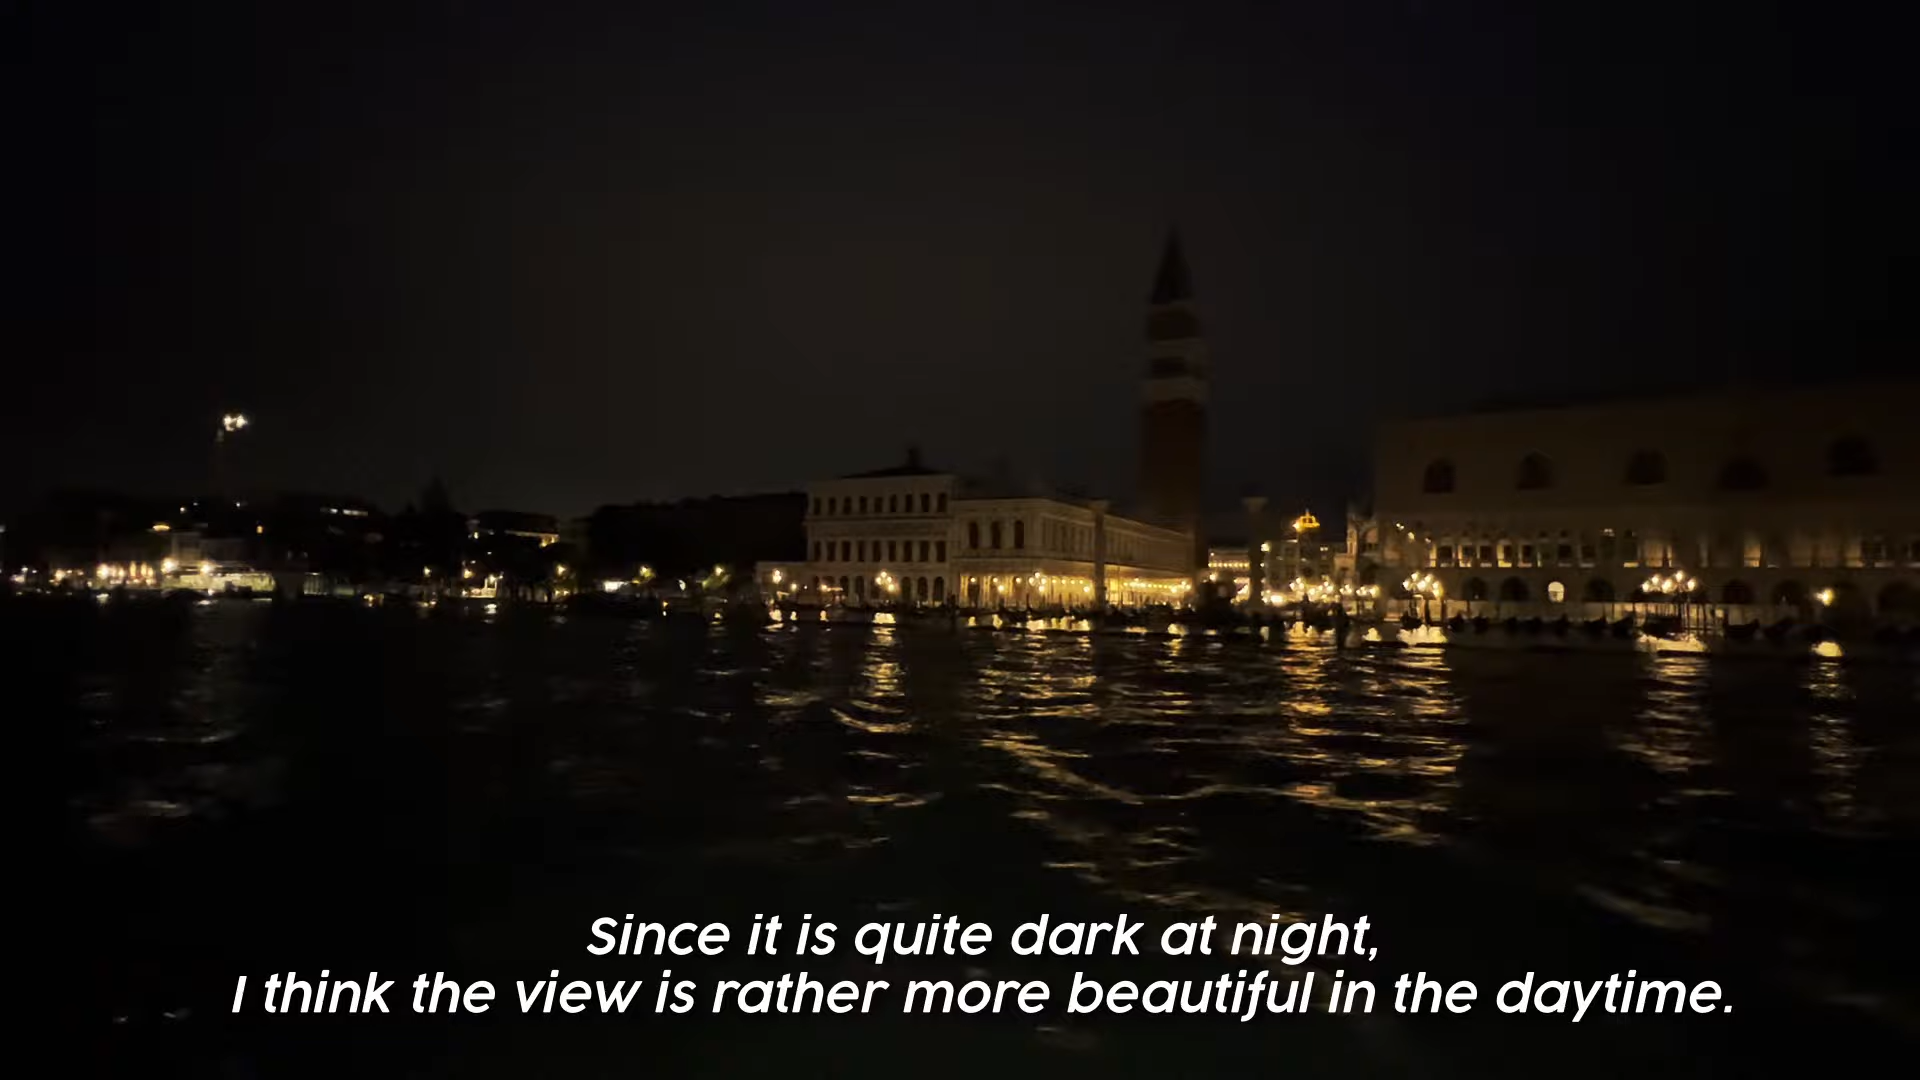 Since it is quite dark at night,
I think the view is rather more beautiful in the daytime.